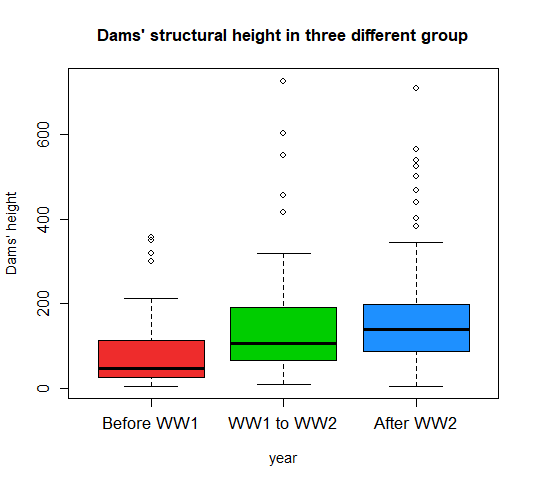 Dams' structural height in three different group
Dams' height
600
400
200
0
Before WW1 WW1 to WW2 After WW2
year